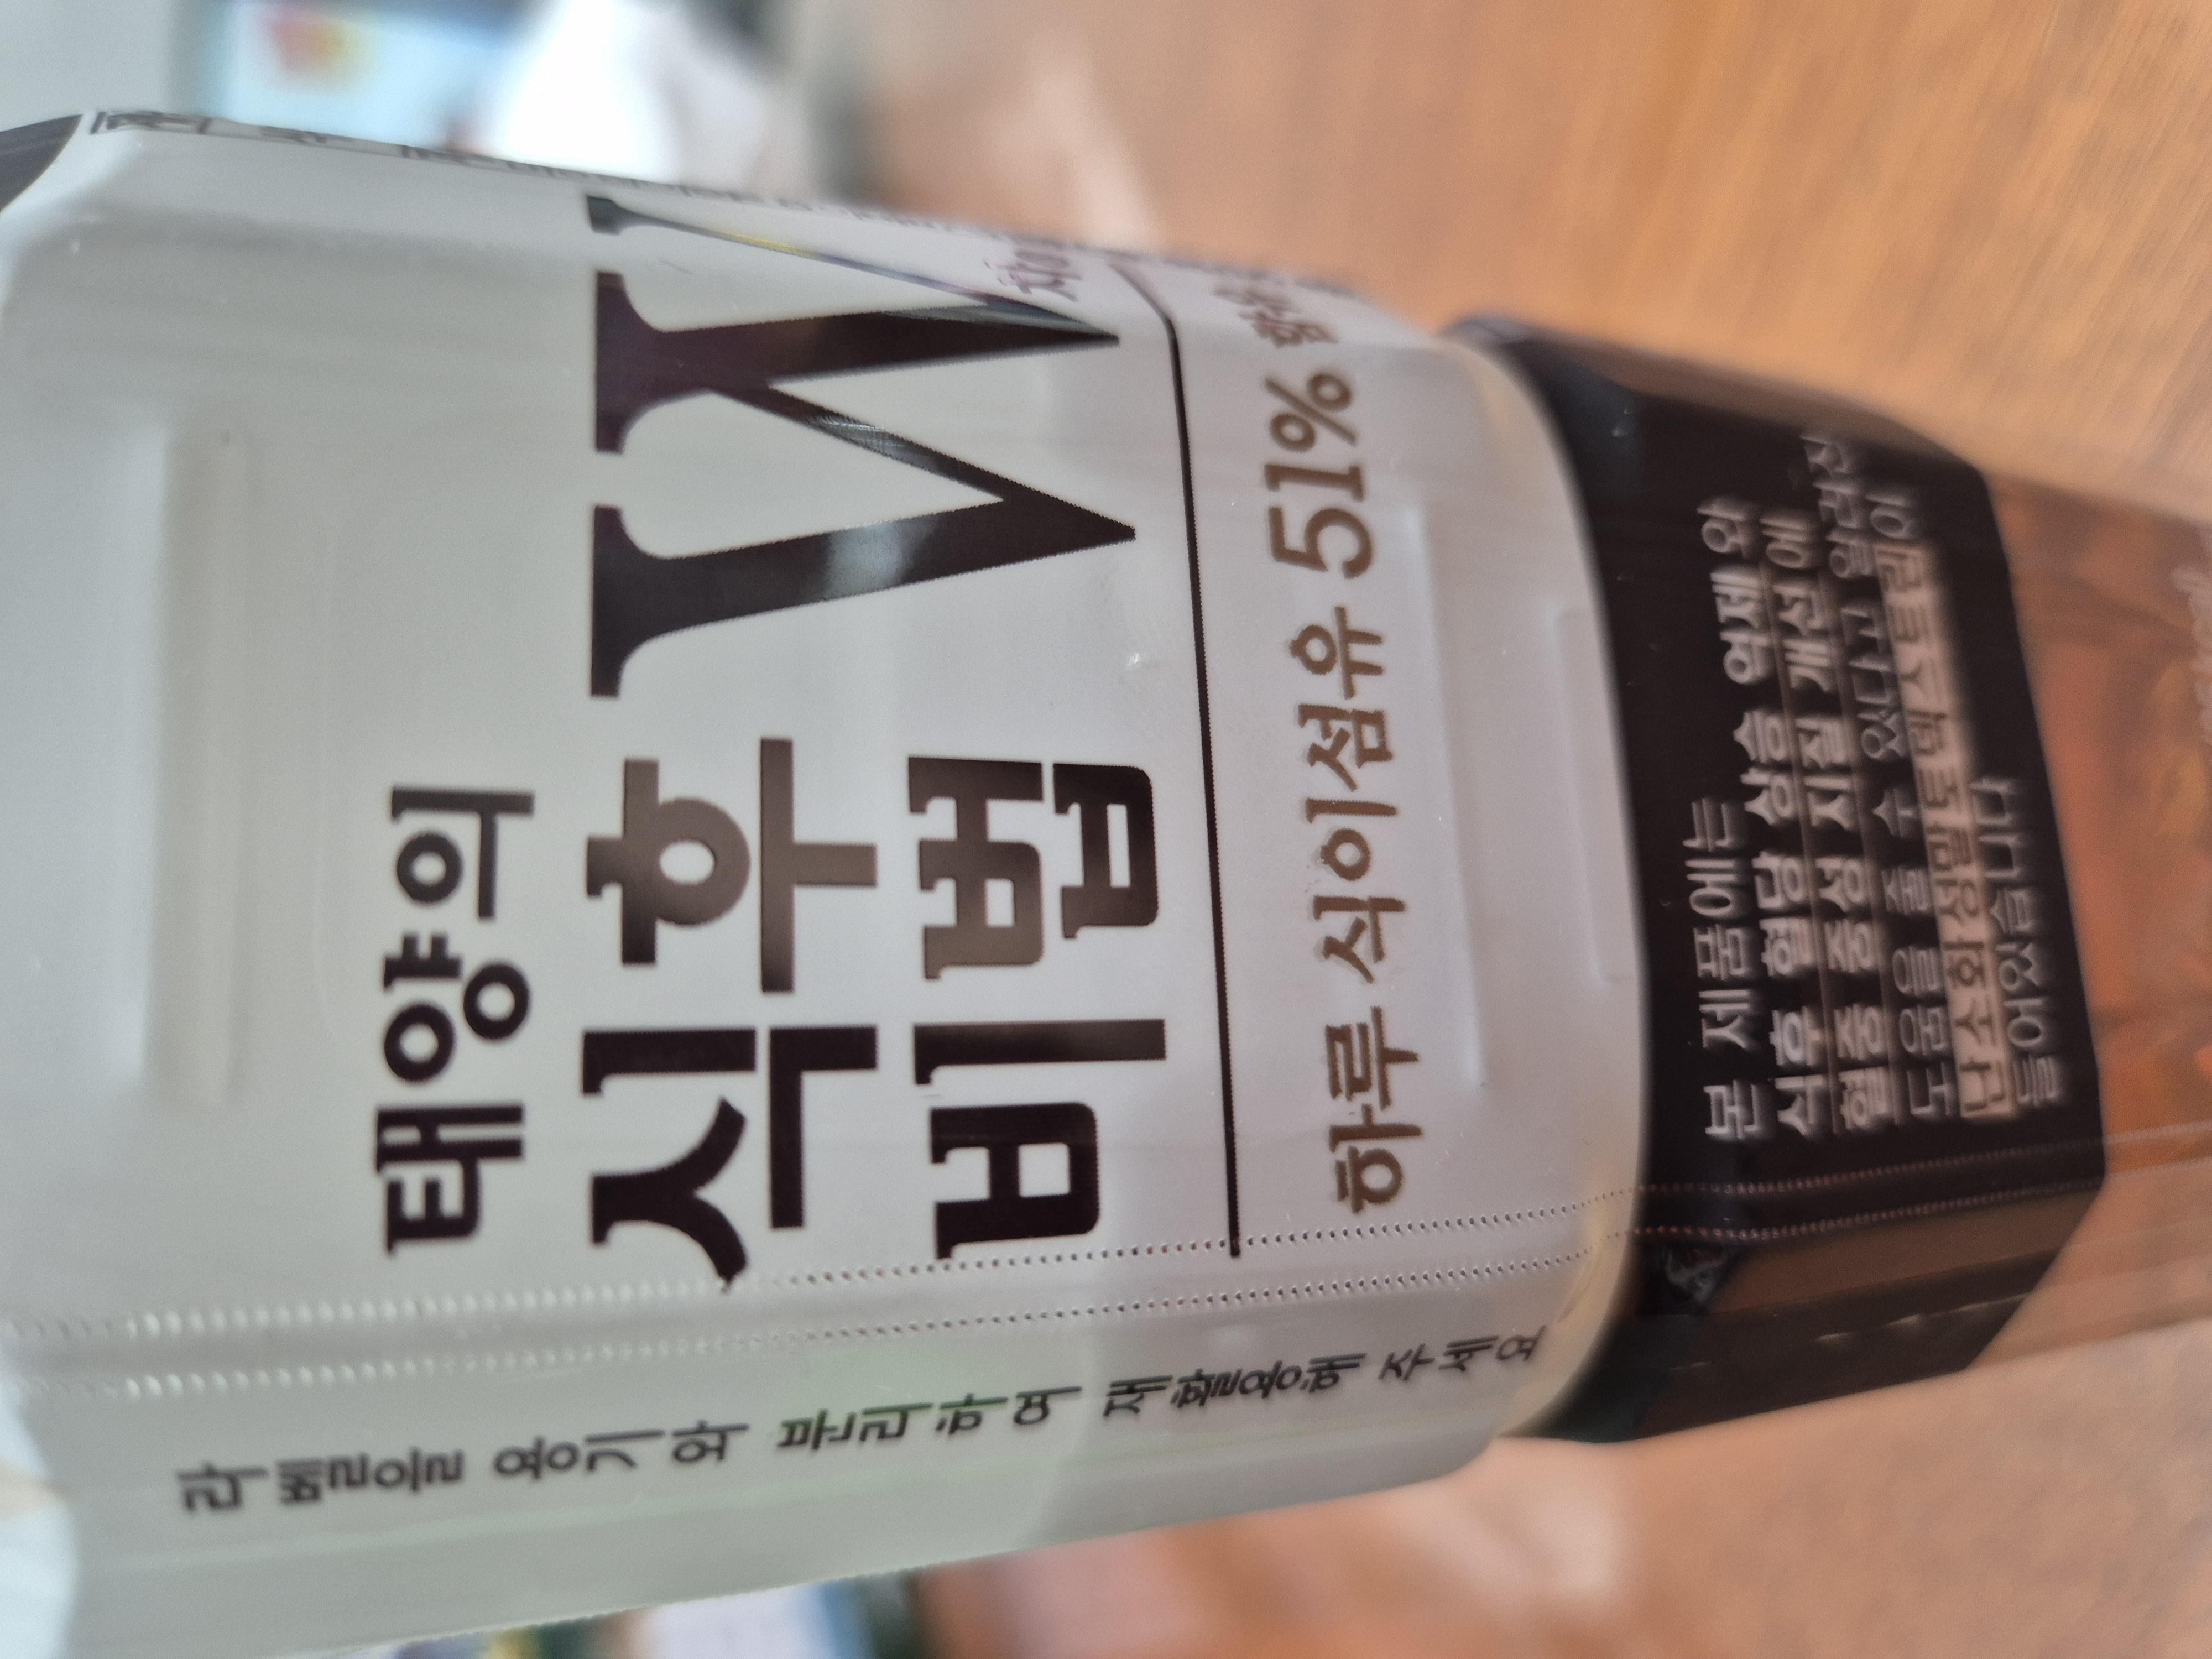 태양의
식후
비법 W
하루 식이섬유 51% 함유
본 제품에는
식후 혈당 상승 억제와
혈중 중성 지질 개선에
도움을 줄 수 있다고 알려진
난소화성말토덱스트린이
들어있습니다
라벨을 용기와 분리하여 재활용해 주세요